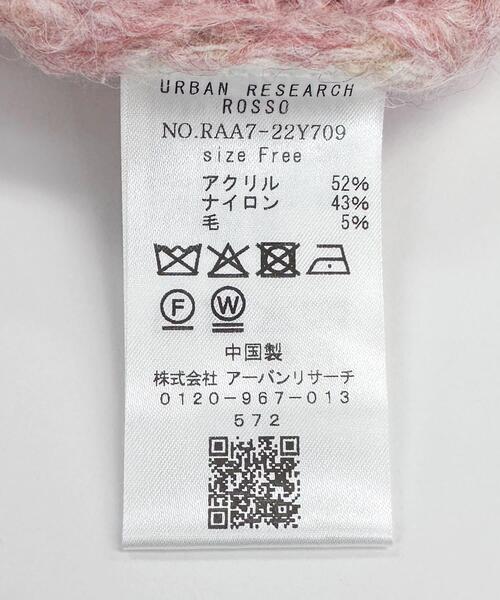 URBAN RESEARCH
ROSSO
NO.RAA7-22Y709
size Free
アクリル 52%
ナイロン 43%
毛 5%
F W
中国製
株式会社 アーバンリサーチ
0120-967-013
572